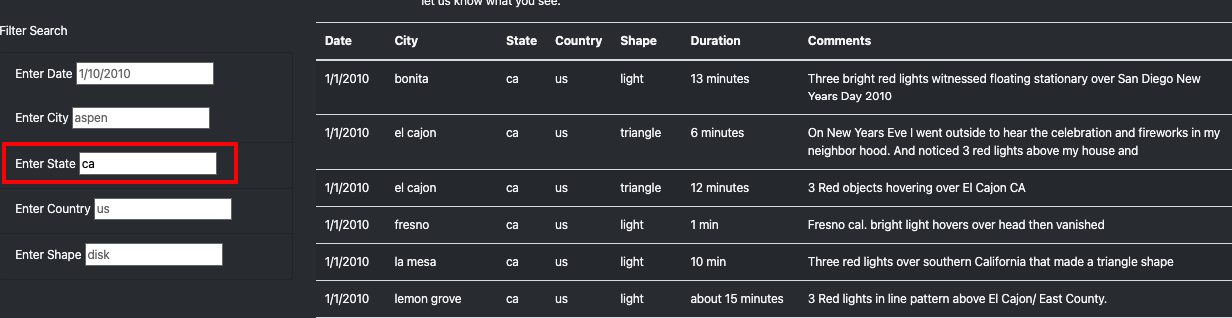 let us know what you see.
Filter Search
Enter Date 1/10/2010
Enter City aspen
Enter State ca
Enter Country us
Enter Shape disk
Date City State Country Shape Duration Comments
1/1/2010 bonita ca us light 13 minutes Three bright red lights witnessed floating stationary over San Diego New
Years Day 2010
1/1/2010 el cajon ca us triangle 6 minutes On New Years Eve I went outside to hear the celebration and fireworks in my
neighbor hood. And noticed 3 red lights above my house and
1/1/2010 el cajon ca us triangle 12 minutes 3 Red objects hovering over El Cajon CA
1/1/2010 fresno ca us light 1 min Fresno cal. bright light hovers over head then vanished
1/1/2010 la mesa ca us light 10 min Three red lights over southern California that made a triangle shape
1/1/2010 lemon grove ca us light about 15 minutes 3 Red lights in line pattern above El Cajon/ East County.